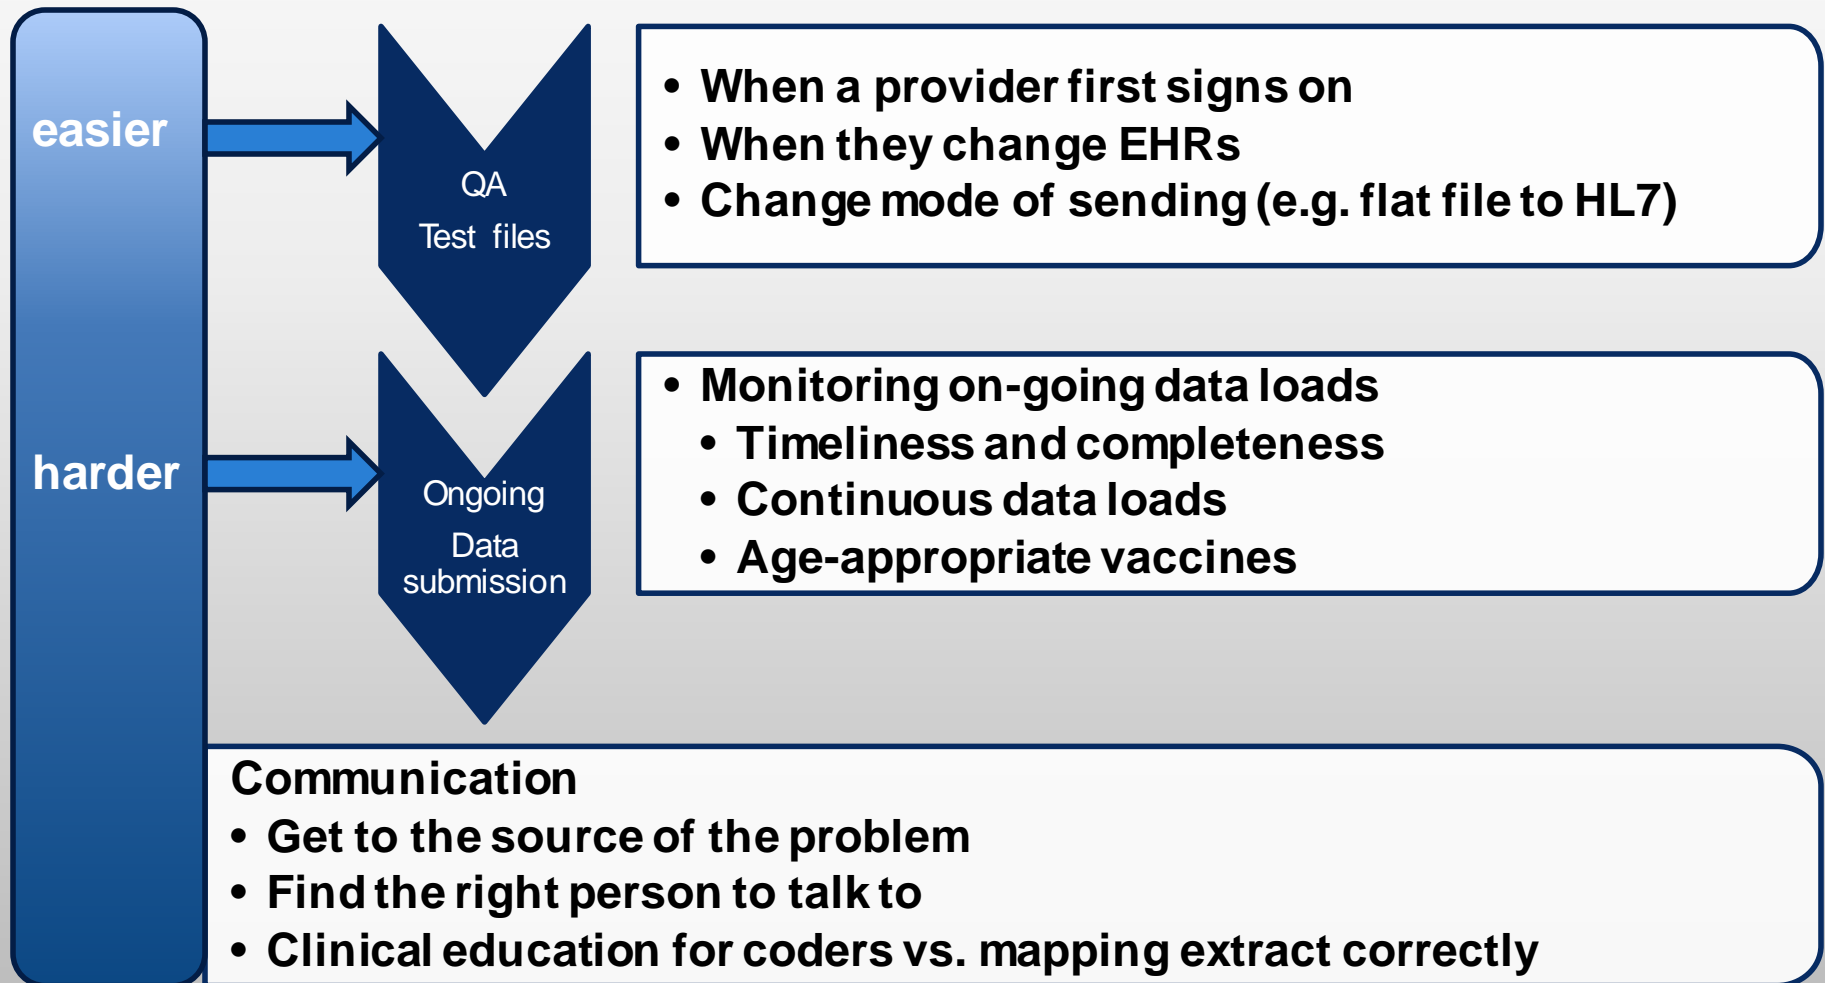 easier
QA
Test files
• When a provider first signs on
• When they change EHRs
• Change mode of sending (e.g. flat file to HL7)
harder
Ongoing
Data
submission
• Monitoring on-going data loads
• Timeliness and completeness
• Continuous data loads
• Age-appropriate vaccines
Communication
• Get to the source of the problem
• Find the right person to talk to
• Clinical education for coders vs. mapping extract correctly